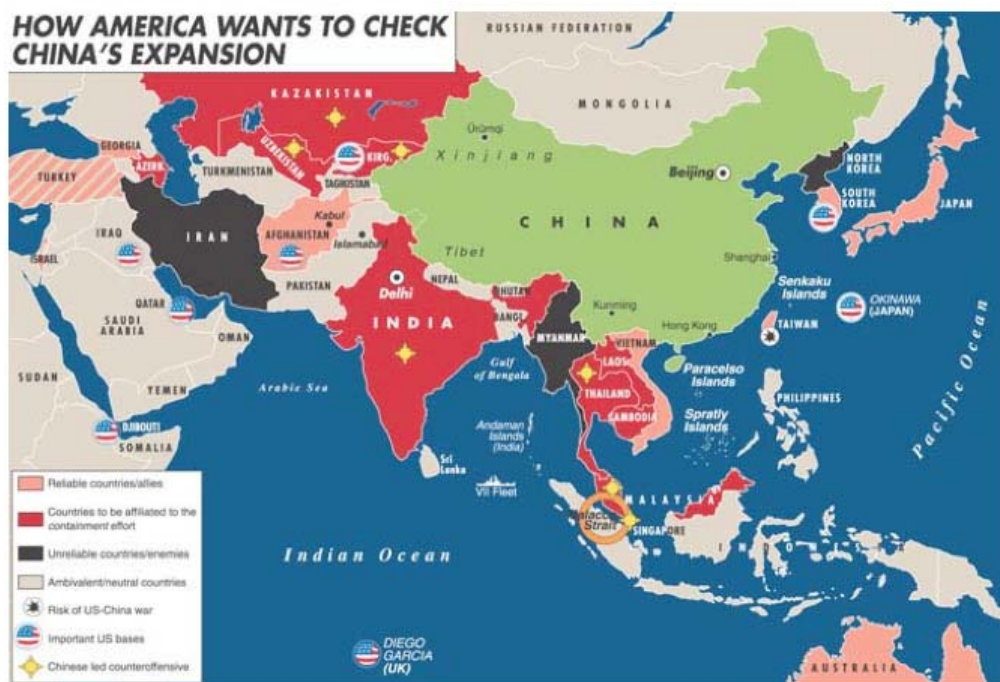 HOW AMERICA WANTS TO CHECK
CHINA'S EXPANSION
RUSSIAN FEDERATION
KAZAKISTAN
MONGOLIA
Ürümqi
Xinjiang
GEORGIA
AZERB.
UZBEKISTAN
KIRG.
TURKMENISTAN
TAGHISTAN
TURKEY
Beijing
NORTH
KOREA
SOUTH
KOREA
JAPAN
CHINA
IRAQ
IRAN
Kabul
AFGHANISTAN
Islamabad
Tibet
ISRAEL
PAKISTAN
Delhi
NEPAL
BHUTAN
Shanghai
Senkaku
Islands
OKINAWA
(JAPAN)
QATAR
SAUDI
ARABIA
OMAN
INDIA
BANGL.
MYANMAR
Kunming
Hong Kong
TAIWAN
VIETNAM
LAOS
Paracelso
Islands
SUDAN
YEMEN
Arabic Sea
Gulf
of Bengala
THAILAND
CAMBODIA
PHILIPPINES
Pacific Ocean
DJIBOUTI
SOMALIA
Andaman
Islands
(India)
Spratly
Islands
Sri
Lanka
VII Fleet
MALAYSIA
Malacca
Strait
SINGAPORE
INDONESIA
Indian Ocean
DIEGO
GARCIA
(UK)
AUSTRALIA
Reliable countries/allies
Countries to be affiliated to the
containment effort
Unreliable countries/enemies
Ambivalent/neutral countries
Risk of US-China war
Important US bases
Chinese led counteroffensive